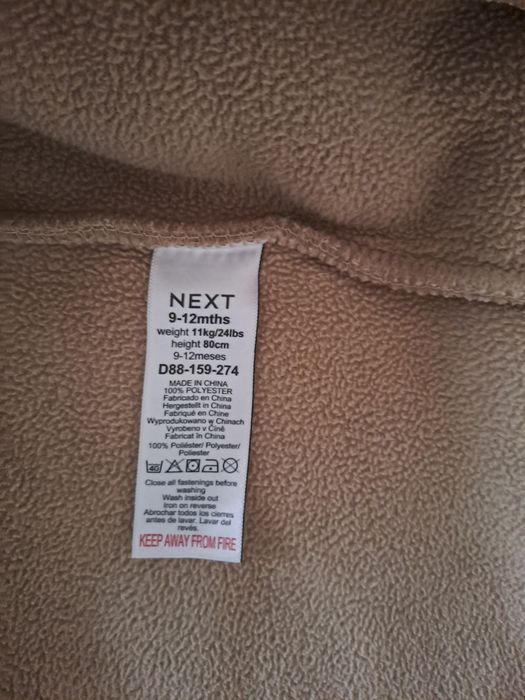 NEXT
9-12mths
weight 11kg/24lbs
height 80cm
9-12meses
D88-159-274
MADE IN CHINA
100% POLYESTER
Fabricado en China
Hergestellt in China
Fabriqué en Chine
Wyprodukowano w Chinach
Vyrobeno v Číně
Fabricat în China
100% Poliéster/ Polyester/
Poliester
40
Close all fastenings before
washing
Wash inside out
Iron on reverse
Abrochar todos los cierres
antes de lavar. Lavar del
revés.
KEEP AWAY FROM FIRE